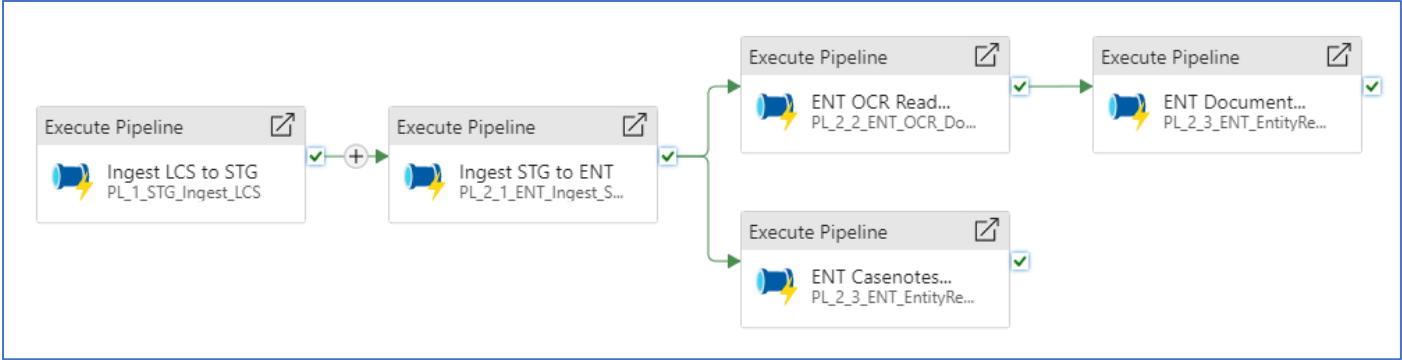 Execute Pipeline
Ingest LCS to STG
PL_1_STG_Ingest_LCS
Execute Pipeline
Ingest STG to ENT
PL_2_1_ENT_Ingest_S...
Execute Pipeline
ENT OCR Read...
PL_2_2_ENT_OCR_Do...
Execute Pipeline
ENT Document...
PL_2_3_ENT_EntityRe...
Execute Pipeline
ENT Casenotes...
PL_2_3_ENT_EntityRe...